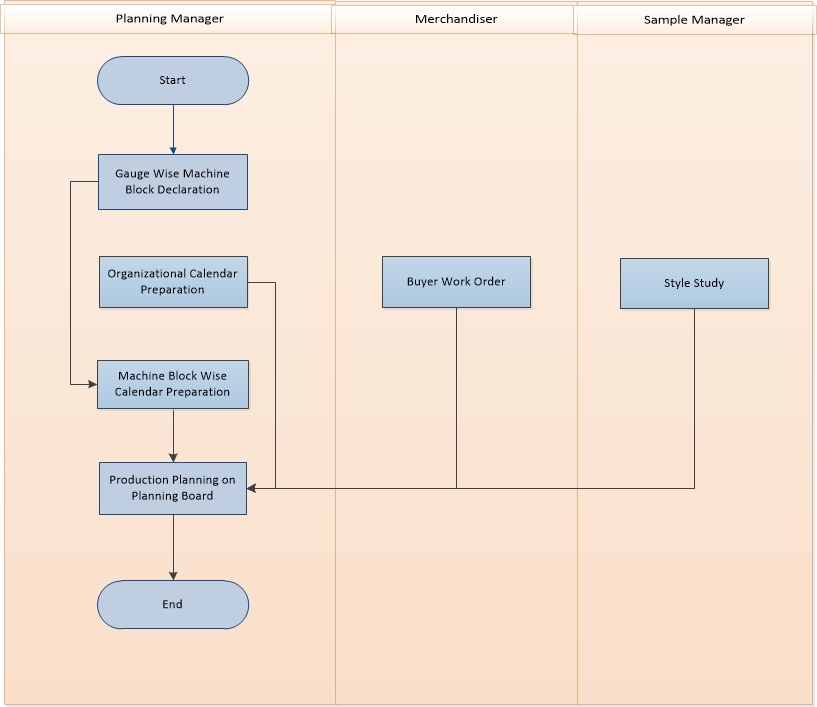 Planning Manager
Merchandiser
Sample Manager
Start
Gauge Wise Machine
Block Declaration
Organizational Calendar
Preparation
Buyer Work Order
Style Study
Machine Block Wise
Calendar Preparation
Production Planning on
Planning Board
End